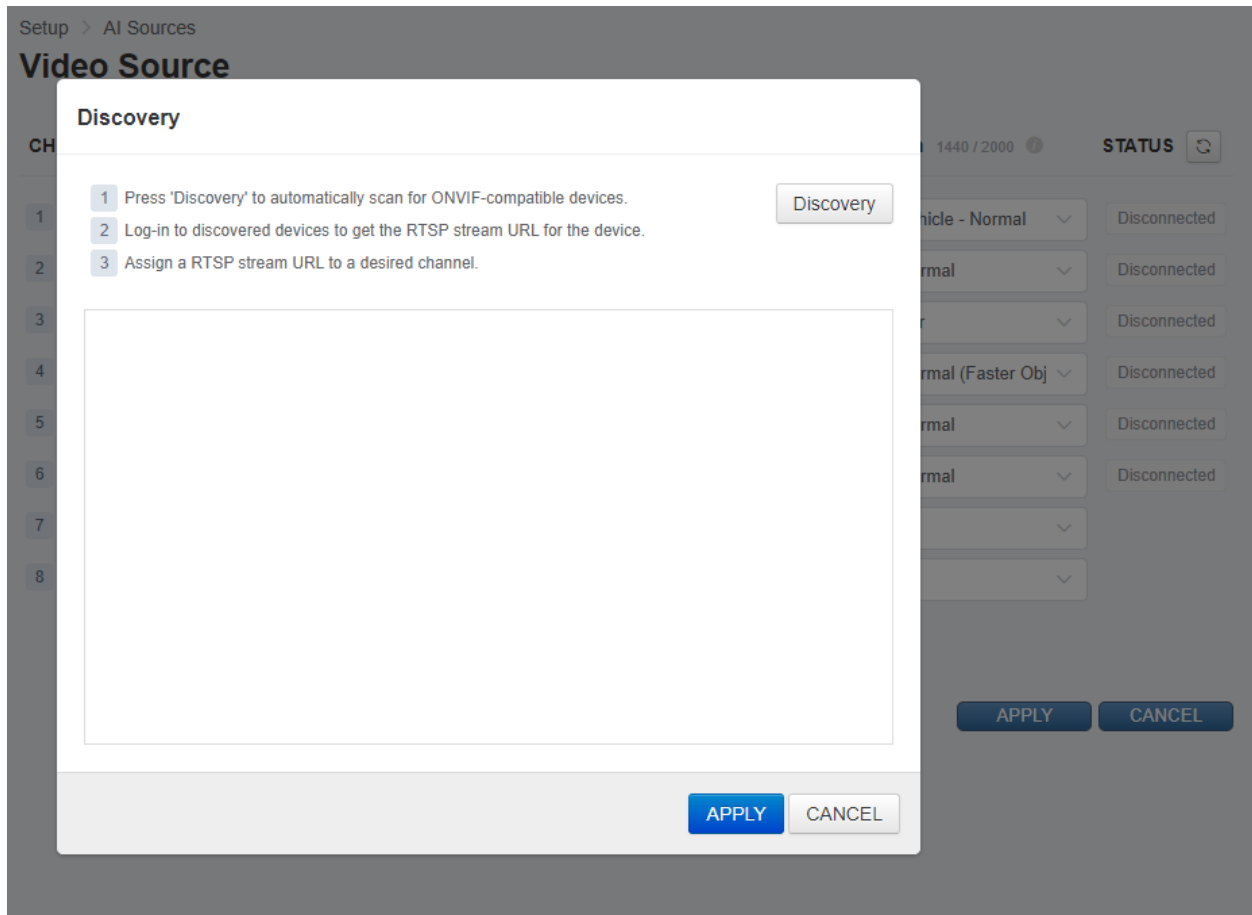 Setup > AI Sources
Video Source
Discovery
CH
1440 / 2000
STATUS
1 Press 'Discovery' to automatically scan for ONVIF-compatible devices.
Discovery
2 Log-in to discovered devices to get the RTSP stream URL for the device.
3 Assign a RTSP stream URL to a desired channel.
1 hicle - Normal Disconnected
2 rmal Disconnected
3 r Disconnected
4 rmal (Faster Obj Disconnected
5 rmal Disconnected
6 rmal Disconnected
7
8
APPLY CANCEL
APPLY CANCEL